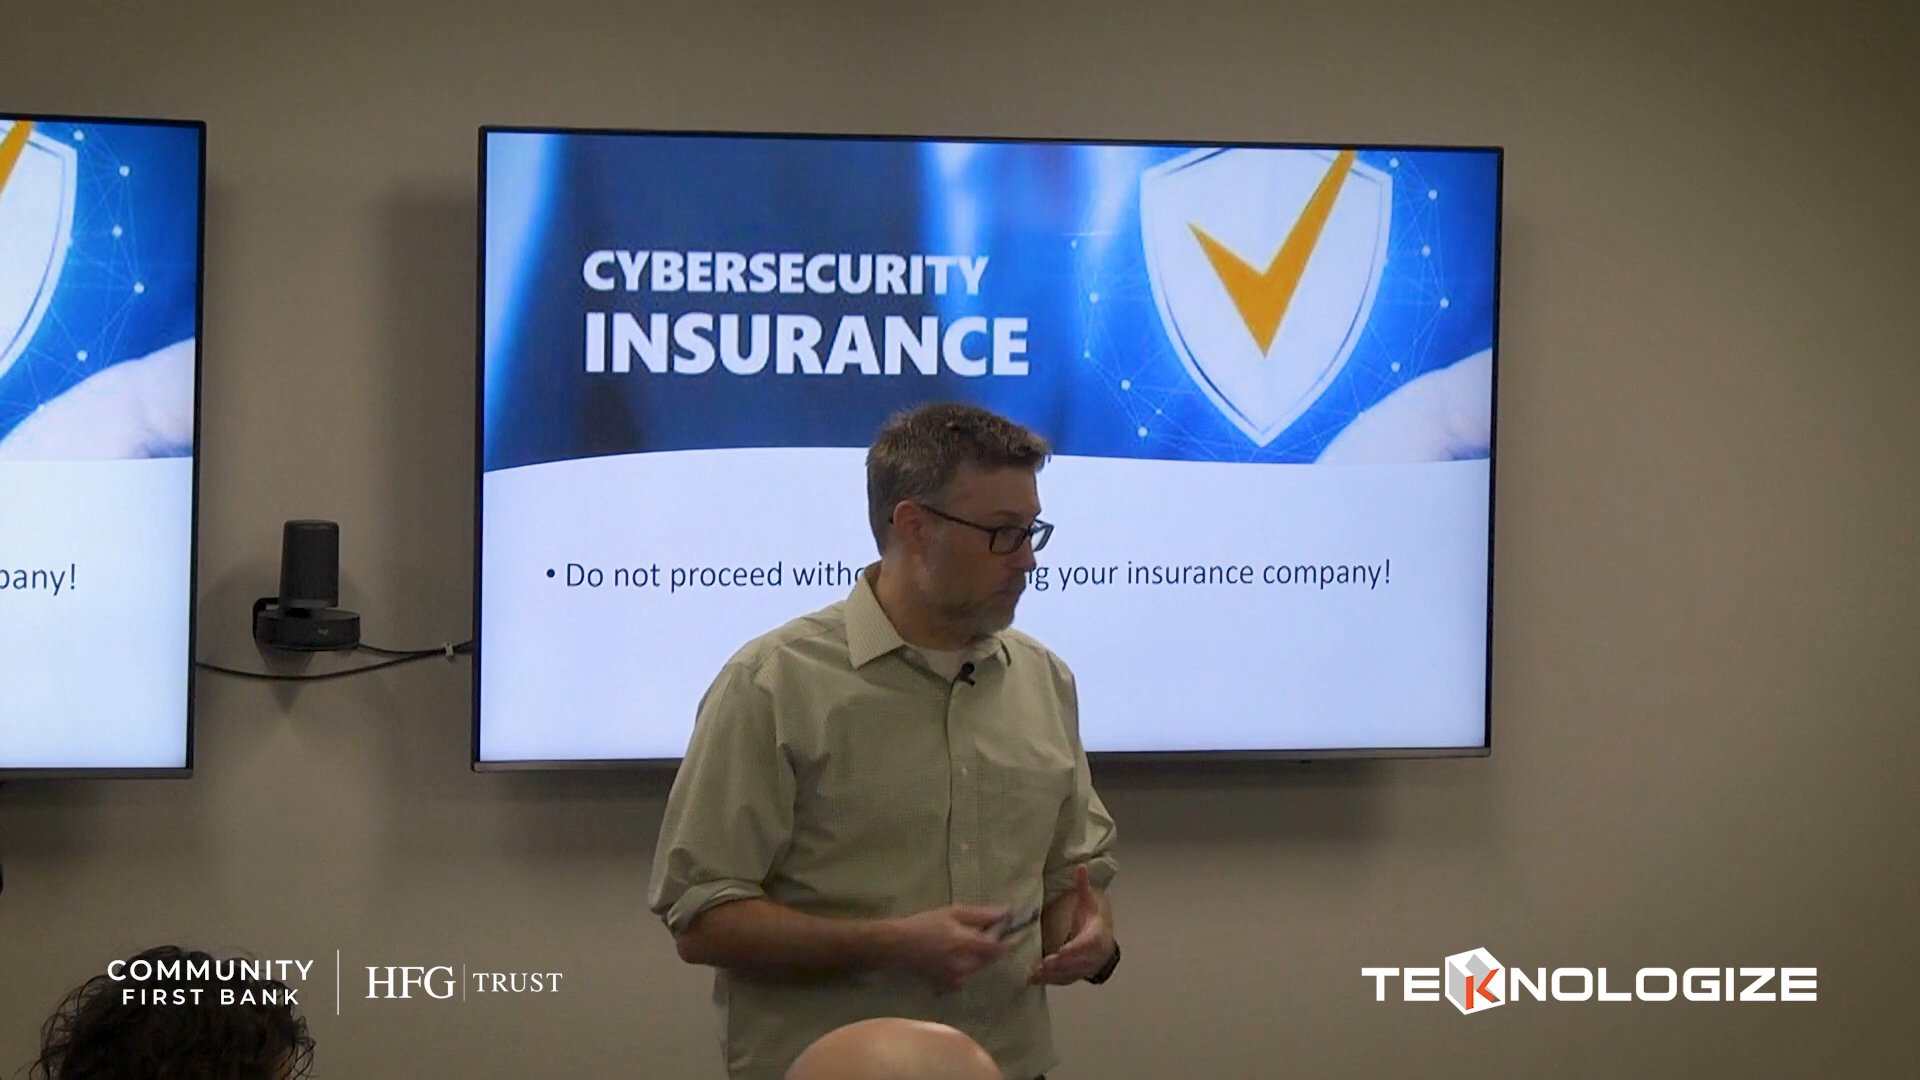 CYBERSECURITY
INSURANCE
pany!
• Do not proceed with your insurance company!
COMMUNITY
FIRST BANK
HFG TRUST
TEKNOLOGIZE